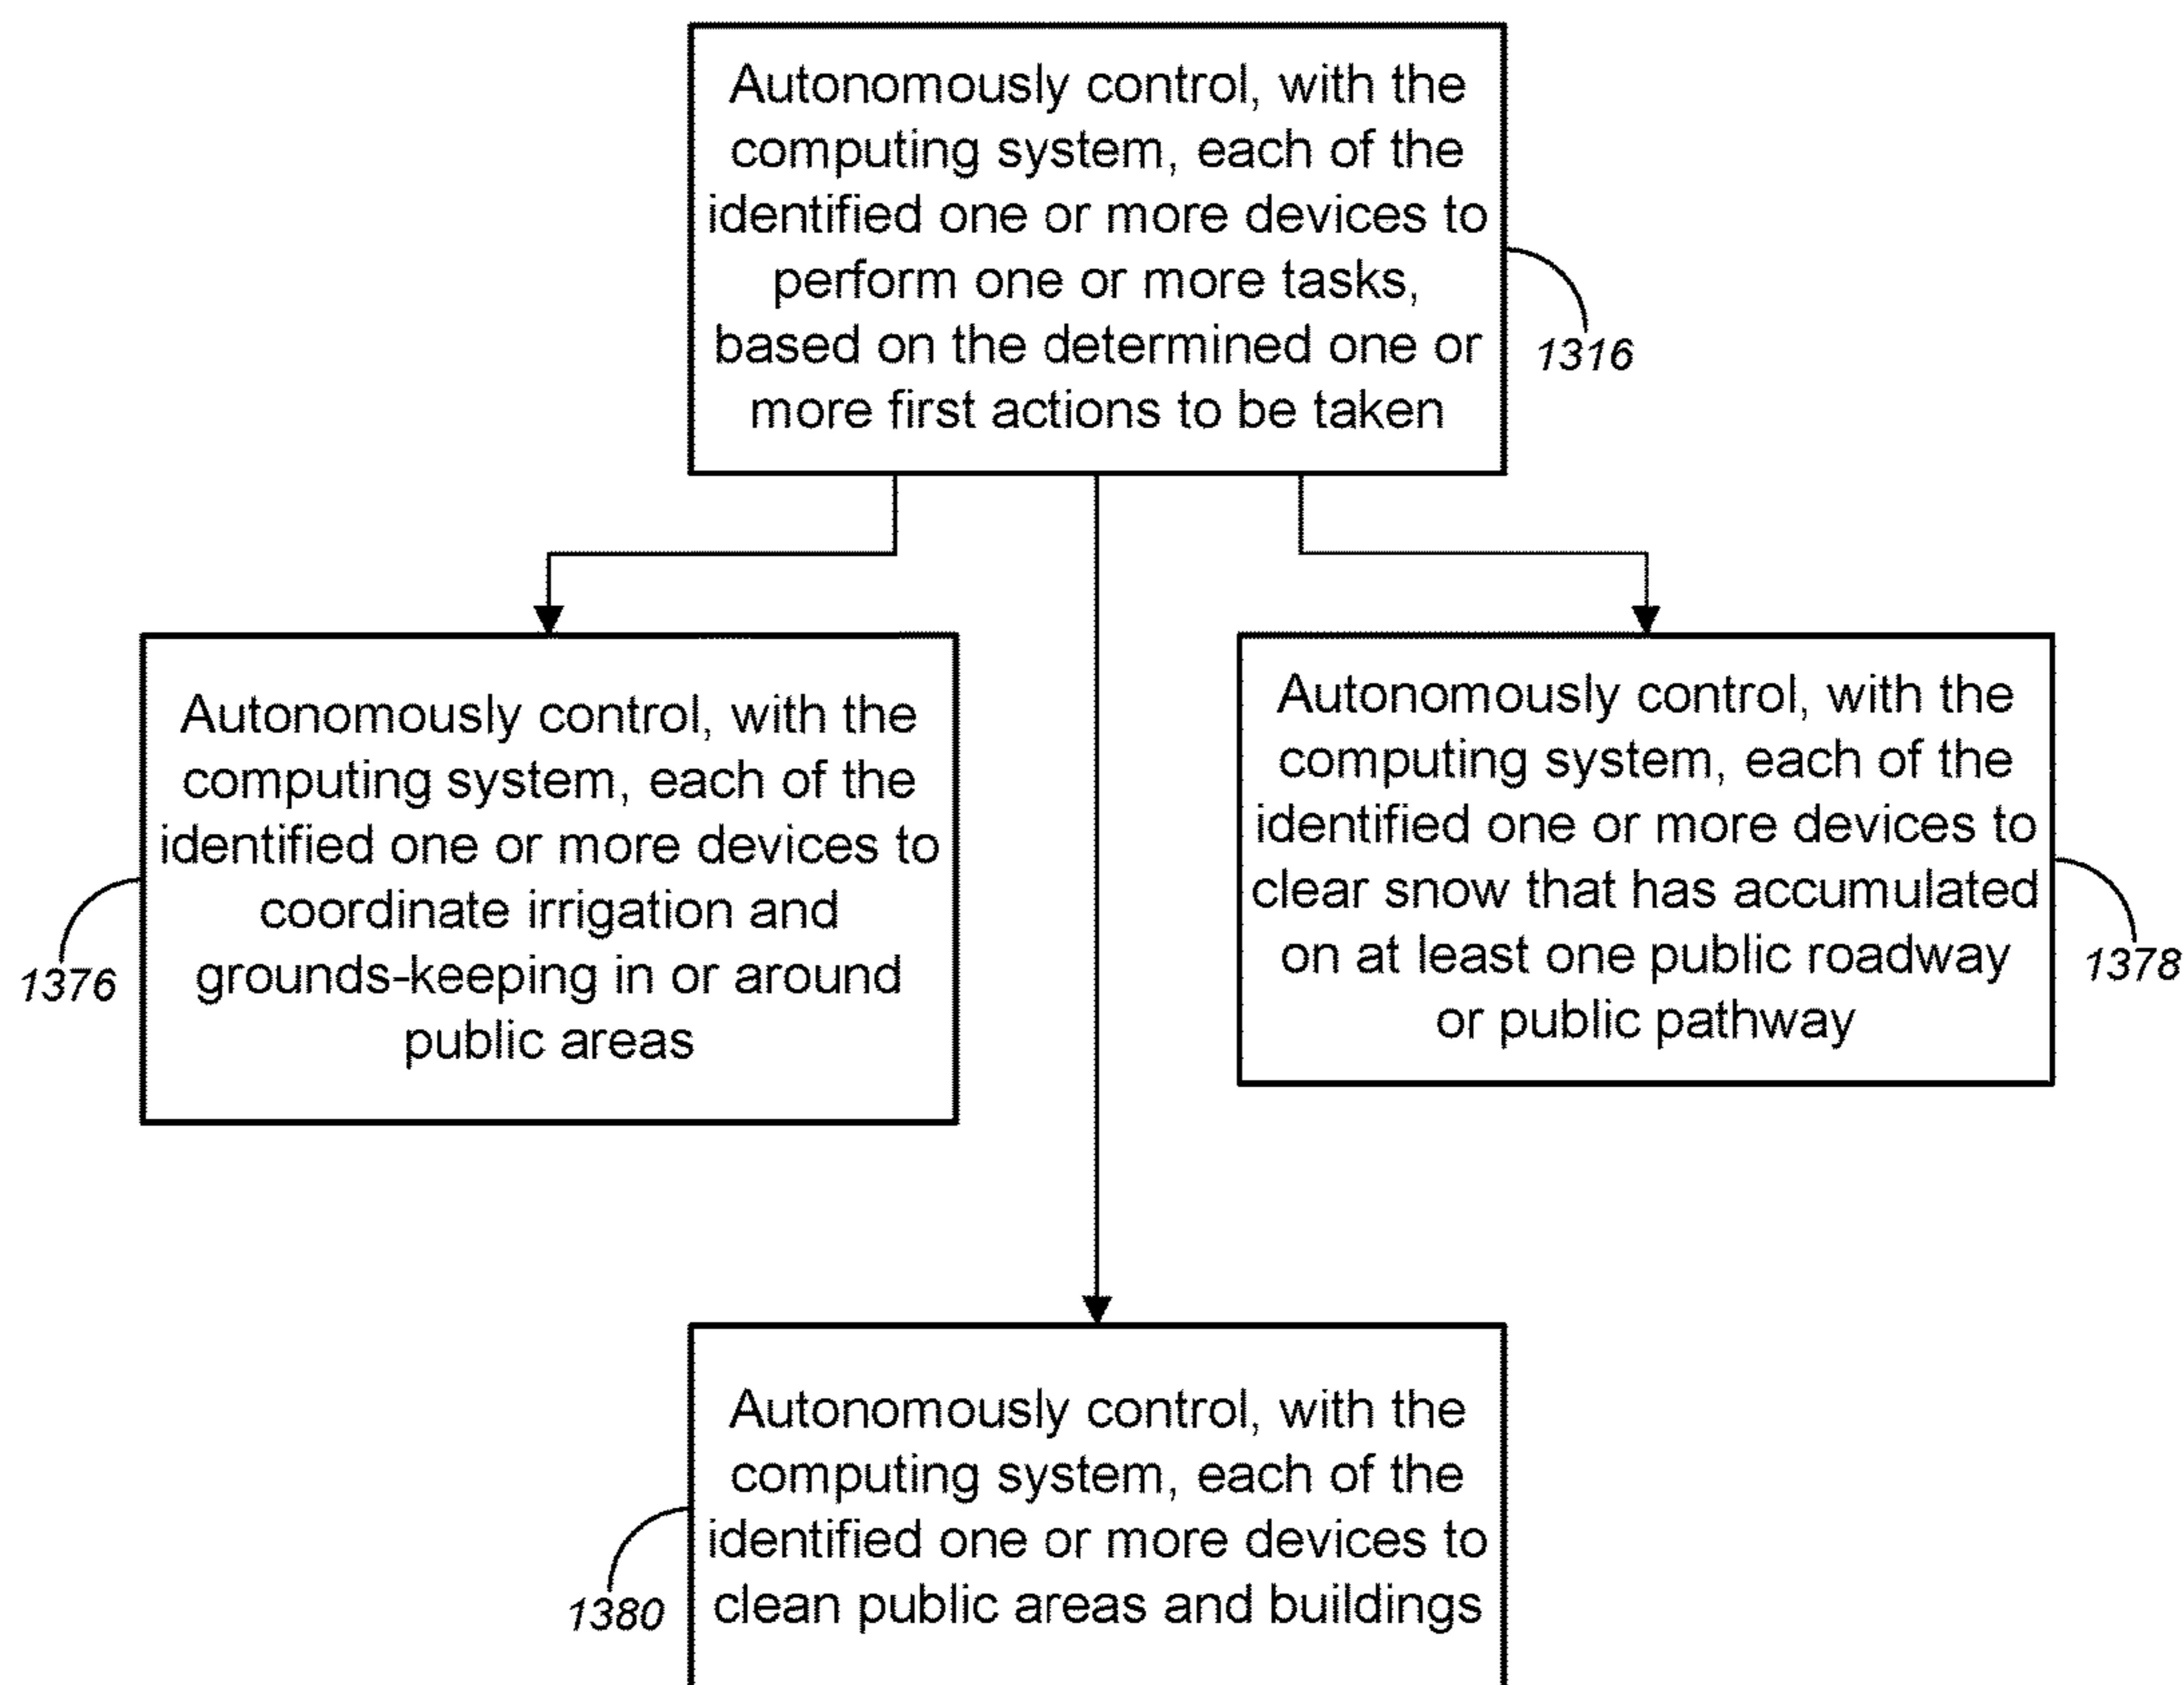 Autonomously control, with the
computing system, each of the
identified one or more devices to
perform one or more tasks,
based on the determined one or
more first actions to be taken
1316
Autonomously control, with the
computing system, each of the
identified one or more devices to
coordinate irrigation and
grounds-keeping in or around
public areas
1376
Autonomously control, with the
computing system, each of the
identified one or more devices to
clear snow that has accumulated
on at least one public roadway
or public pathway
1378
Autonomously control, with the
computing system, each of the
identified one or more devices to
clean public areas and buildings
1380